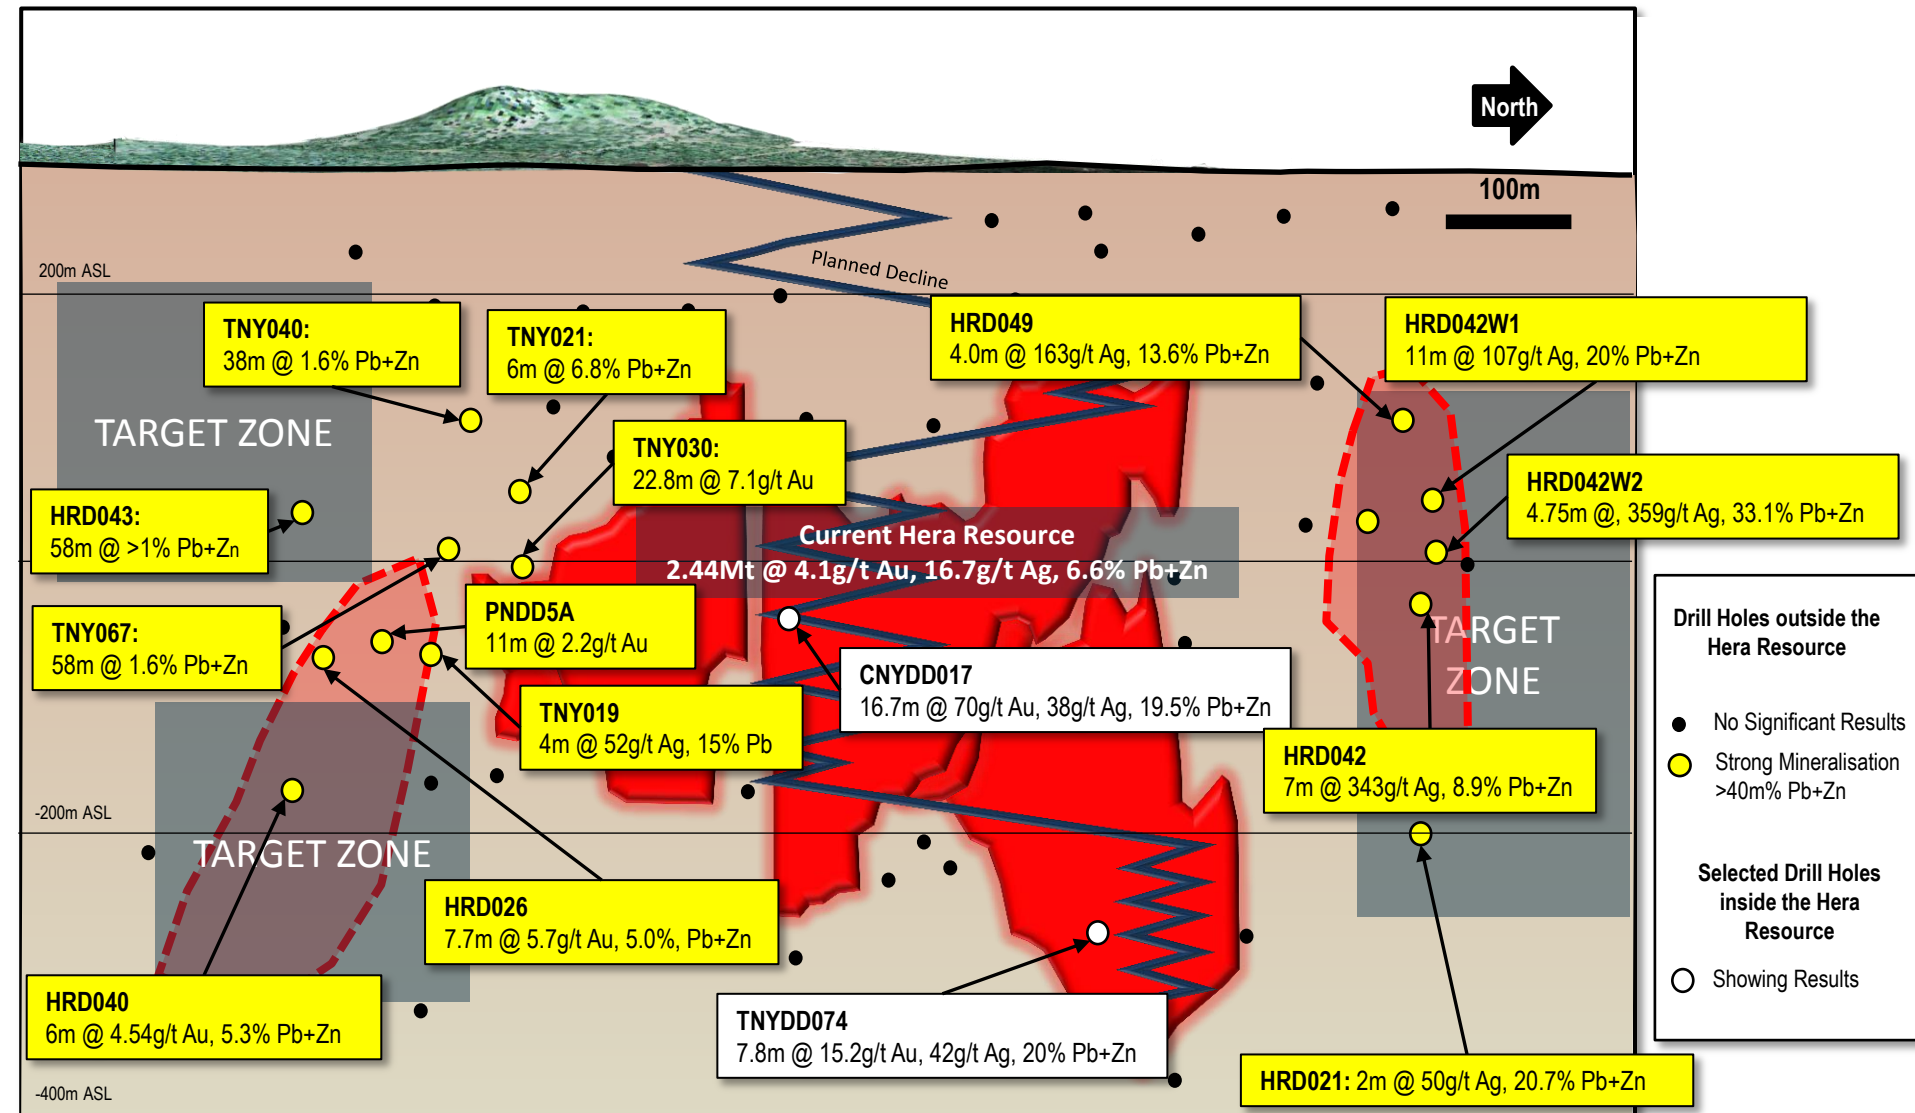 North
100m
Planned Decline
200m ASL
TNY040:
38m @ 1.6% Pb+Zn
TNY021:
6m @ 6.8% Pb+Zn
HRD049
4.0m @ 163g/t Ag, 13.6% Pb+Zn
HRD042W1
11m @ 107g/t Ag, 20% Pb+Zn
TARGET ZONE
TNY030:
22.8m @ 7.1g/t Au
HRD042W2
4.75m @, 359g/t Ag, 33.1% Pb+Zn
HRD043:
58m @ >1% Pb+Zn
Current Hera Resource
2.44Mt @ 4.1g/t Au, 16.7g/t Ag, 6.6% Pb+Zn
TNY067:
58m @ 1.6% Pb+Zn
PNDD5A
11m @ 2.2g/t Au
TARGET
ZONE
CNYDD017
16.7m @ 70g/t Au, 38g/t Ag, 19.5% Pb+Zn
TNY019
4m @ 52g/t Ag, 15% Pb
HRD042
7m @ 343g/t Ag, 8.9% Pb+Zn
-200m ASL
TARGET ZONE
HRD026
7.7m @ 5.7g/t Au, 5.0%, Pb+Zn
HRD040
6m @ 4.54g/t Au, 5.3% Pb+Zn
TNYDD074
7.8m @ 15.2g/t Au, 42g/t Ag, 20% Pb+Zn
HRD021: 2m @ 50g/t Ag, 20.7% Pb+Zn
-400m ASL
Drill Holes outside the
Hera Resource
No Significant Results
Strong Mineralisation
>40m% Pb+Zn
Selected Drill Holes
inside the Hera
Resource
Showing Results